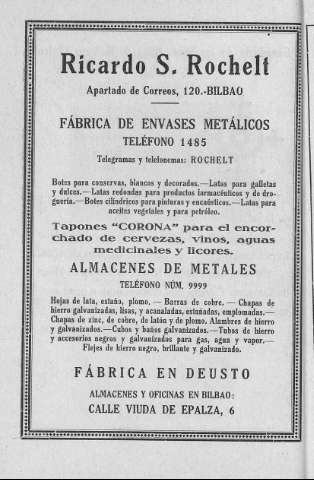 Ricardo S. Rochelt
Apartado de Correos, 120.-BILBAO
FÁBRICA DE ENVASES METÁLICOS
TELÉFONO 1485
Telegramas y telefonemas: ROCHELT
Botes para conservas, blancos y decorados.—Latas para galletas
y dulces.—Latas redondas para productos farmacéuticos y de dro-
guería.—Botes cilíndricos para pinturas y encáusticos.—Latas para
aceites vegetales y para petróleo.
Tapones "CORONA" para el encor-
chado de cervezas, vinos, aguas
medicinales y licores.
ALMACENES DE METALES
TELÉFONO NÚM. 9999
Hojas de lata, estaño, plomo. — Barras de cobre. — Chapas de
hierro galvanizadas, lisas, y acanaladas, estañadas, emplomadas.—
Chapas de zinc, de cobre, de latón y de plomo. Alambres de hierro
y galvanizados.—Cubos y baños galvanizados.—Tubos de hierro
y accesorios negros y galvanizados para gas, agua y vapor.—
Flejes de hierro negro, brillante y galvanizado.
FÁBRICA EN DEUSTO
ALMACENES Y OFICINAS EN BILBAO:
CALLE VIUDA DE EPALZA, 6